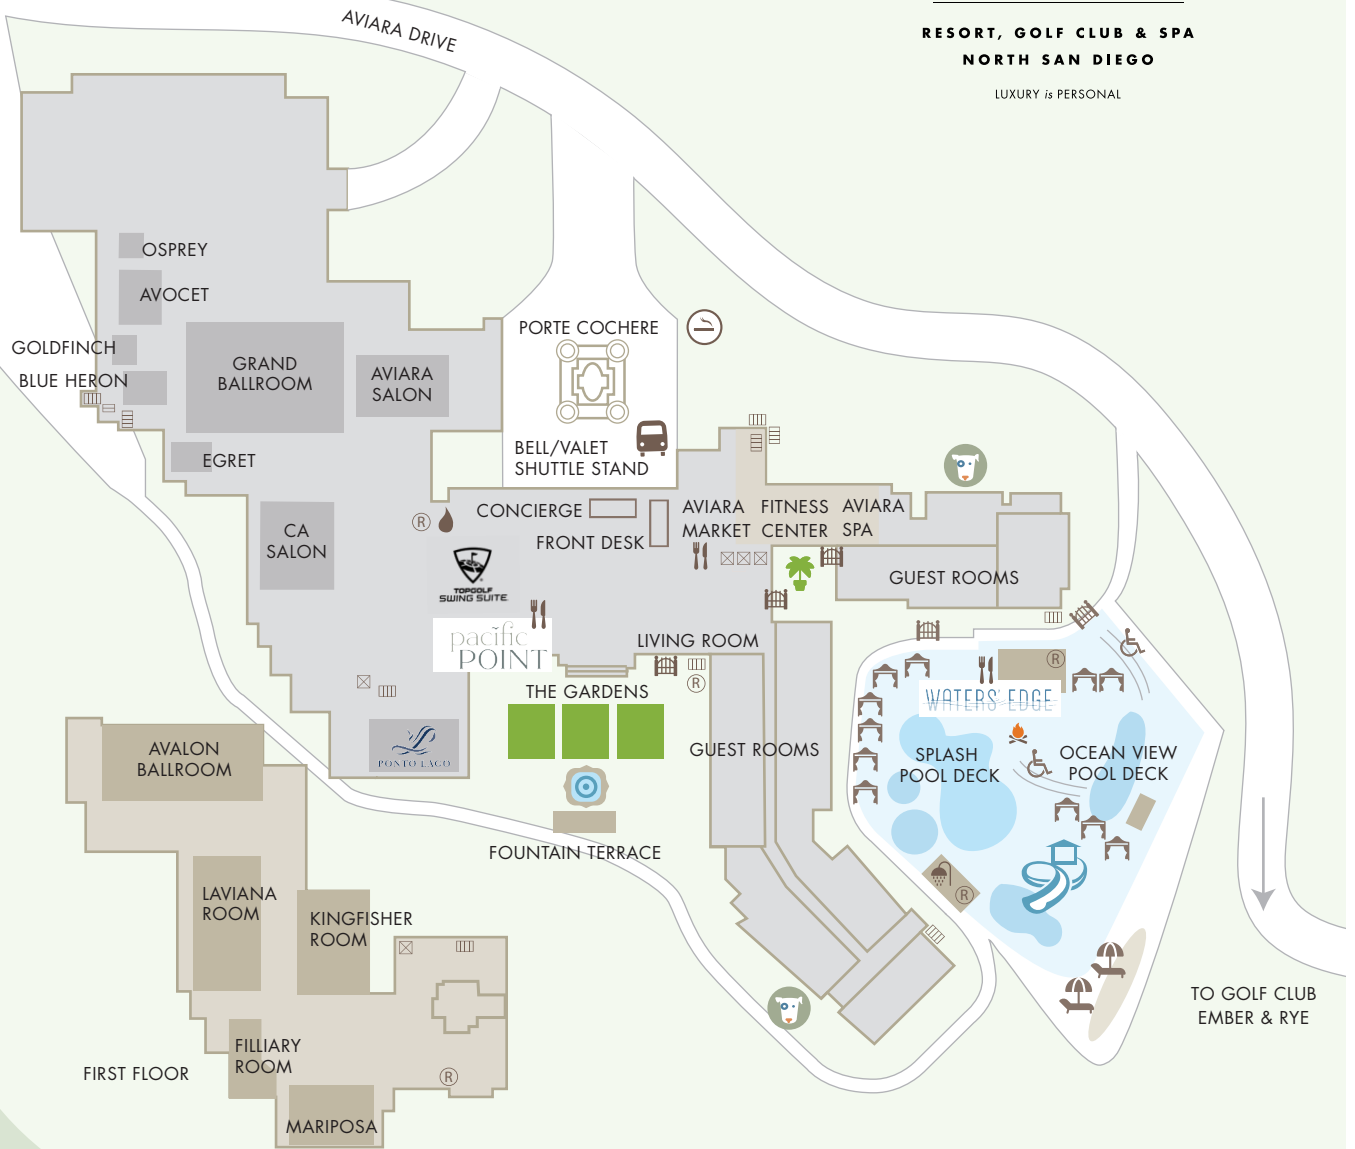 RESORT, GOLF CLUB & SPA
NORTH SAN DIEGO
LUXURY is PERSONAL
AVIARA DRIVE
OSPREY
AVOCET
GOLDFINCH
BLUE HERON
GRAND
BALLROOM
AVIARA
SALON
EGRET
CA
SALON
PORTE COCHERE
BELL/VALET
SHUTTLE STAND
CONCIERGE
FRONT DESK
AVIARA
MARKET
FITNESS
CENTER
AVIARA
SPA
GUEST ROOMS
R
TOPGOLF
SWING SUITE
pacific
POINT
LIVING ROOM
R
THE GARDENS
GUEST ROOMS
PONTO LAGO
FOUNTAIN TERRACE
R
WATERS' EDGE
SPLASH
POOL DECK
OCEAN VIEW
POOL DECK
R
TO GOLF CLUB
EMBER & RYE
AVALON
BALLROOM
LAVIANA
ROOM
KINGFISHER
ROOM
FILLIARY
ROOM
FIRST FLOOR
MARIPOSA
R